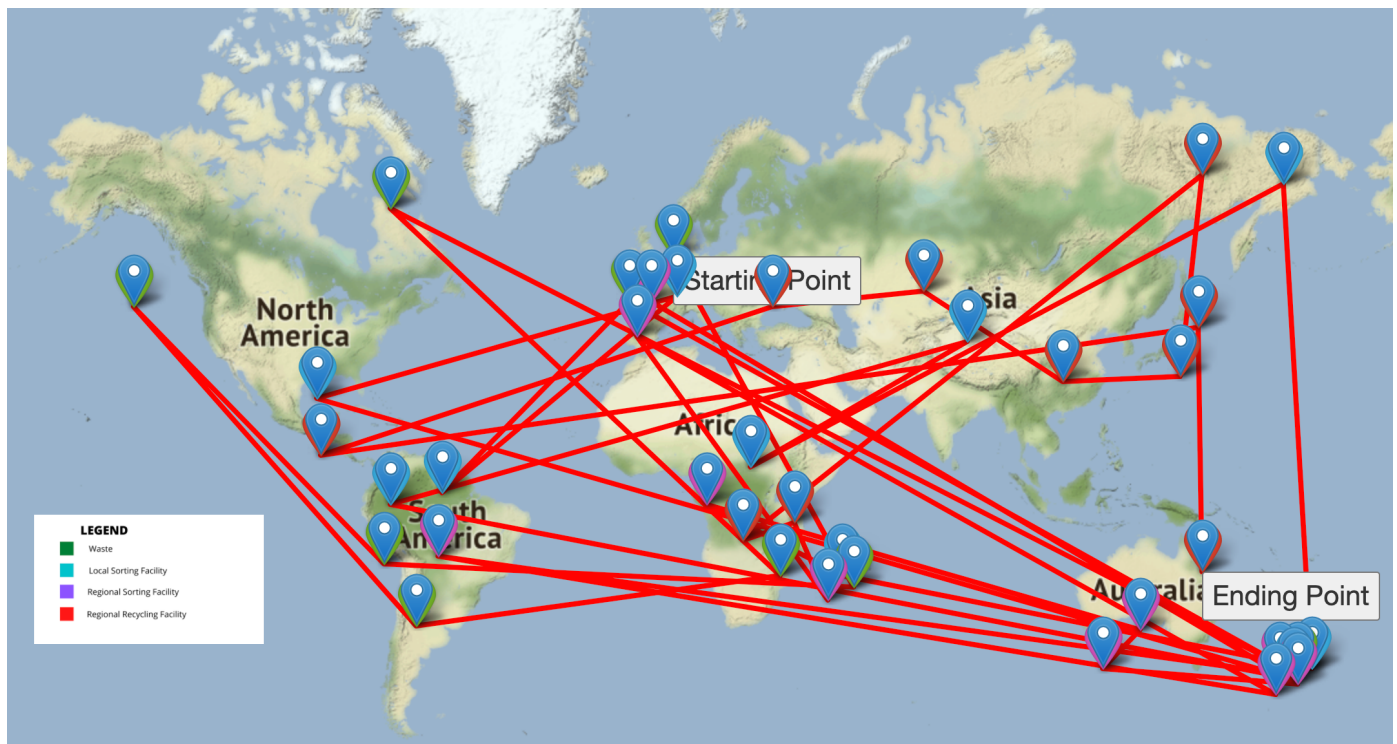 Starting Point
Asia
North
America
Africa
South
America
LEGEND
Waste
Local Sorting Facility
Regional Sorting Facility
Regional Recycling Facility
Australia
Ending Point